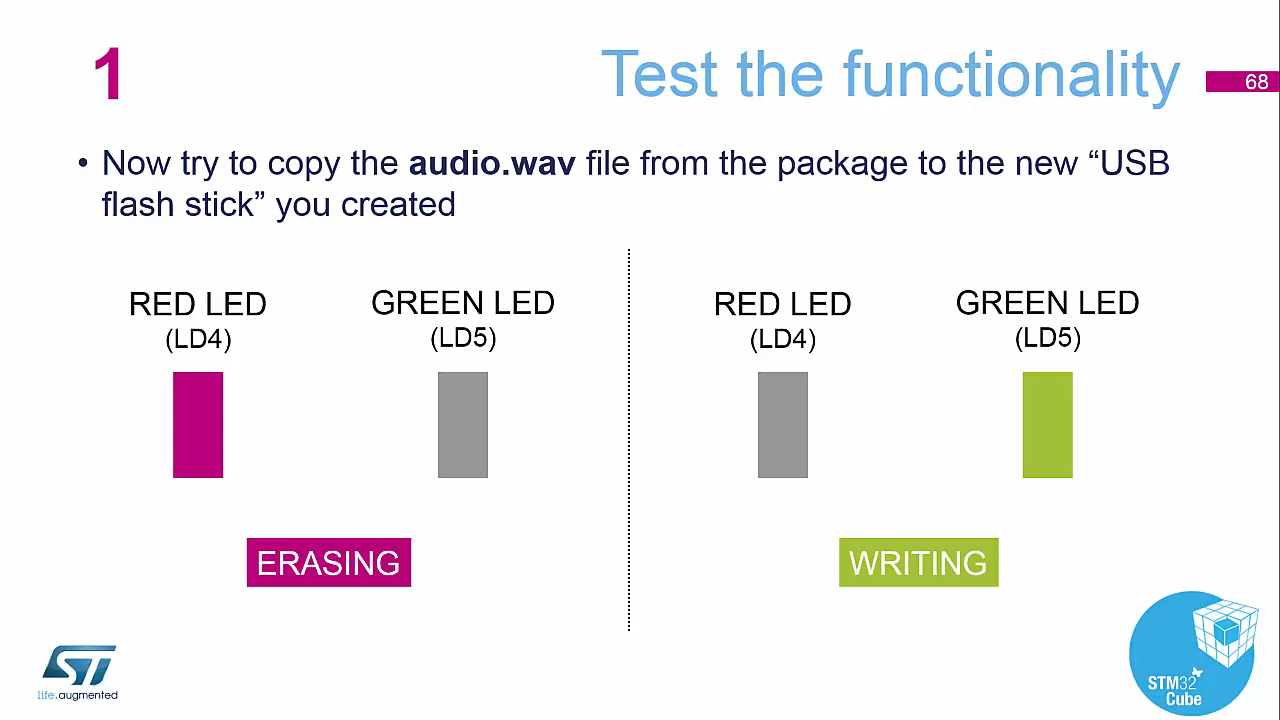 1
Test the functionality
68
• Now try to copy the audio.wav file from the package to the new “USB
flash stick” you created
RED LED
(LD4)
GREEN LED
(LD5)
RED LED
(LD4)
GREEN LED
(LD5)
ERASING
WRITING
ST
life.augmented
STM32
Cube